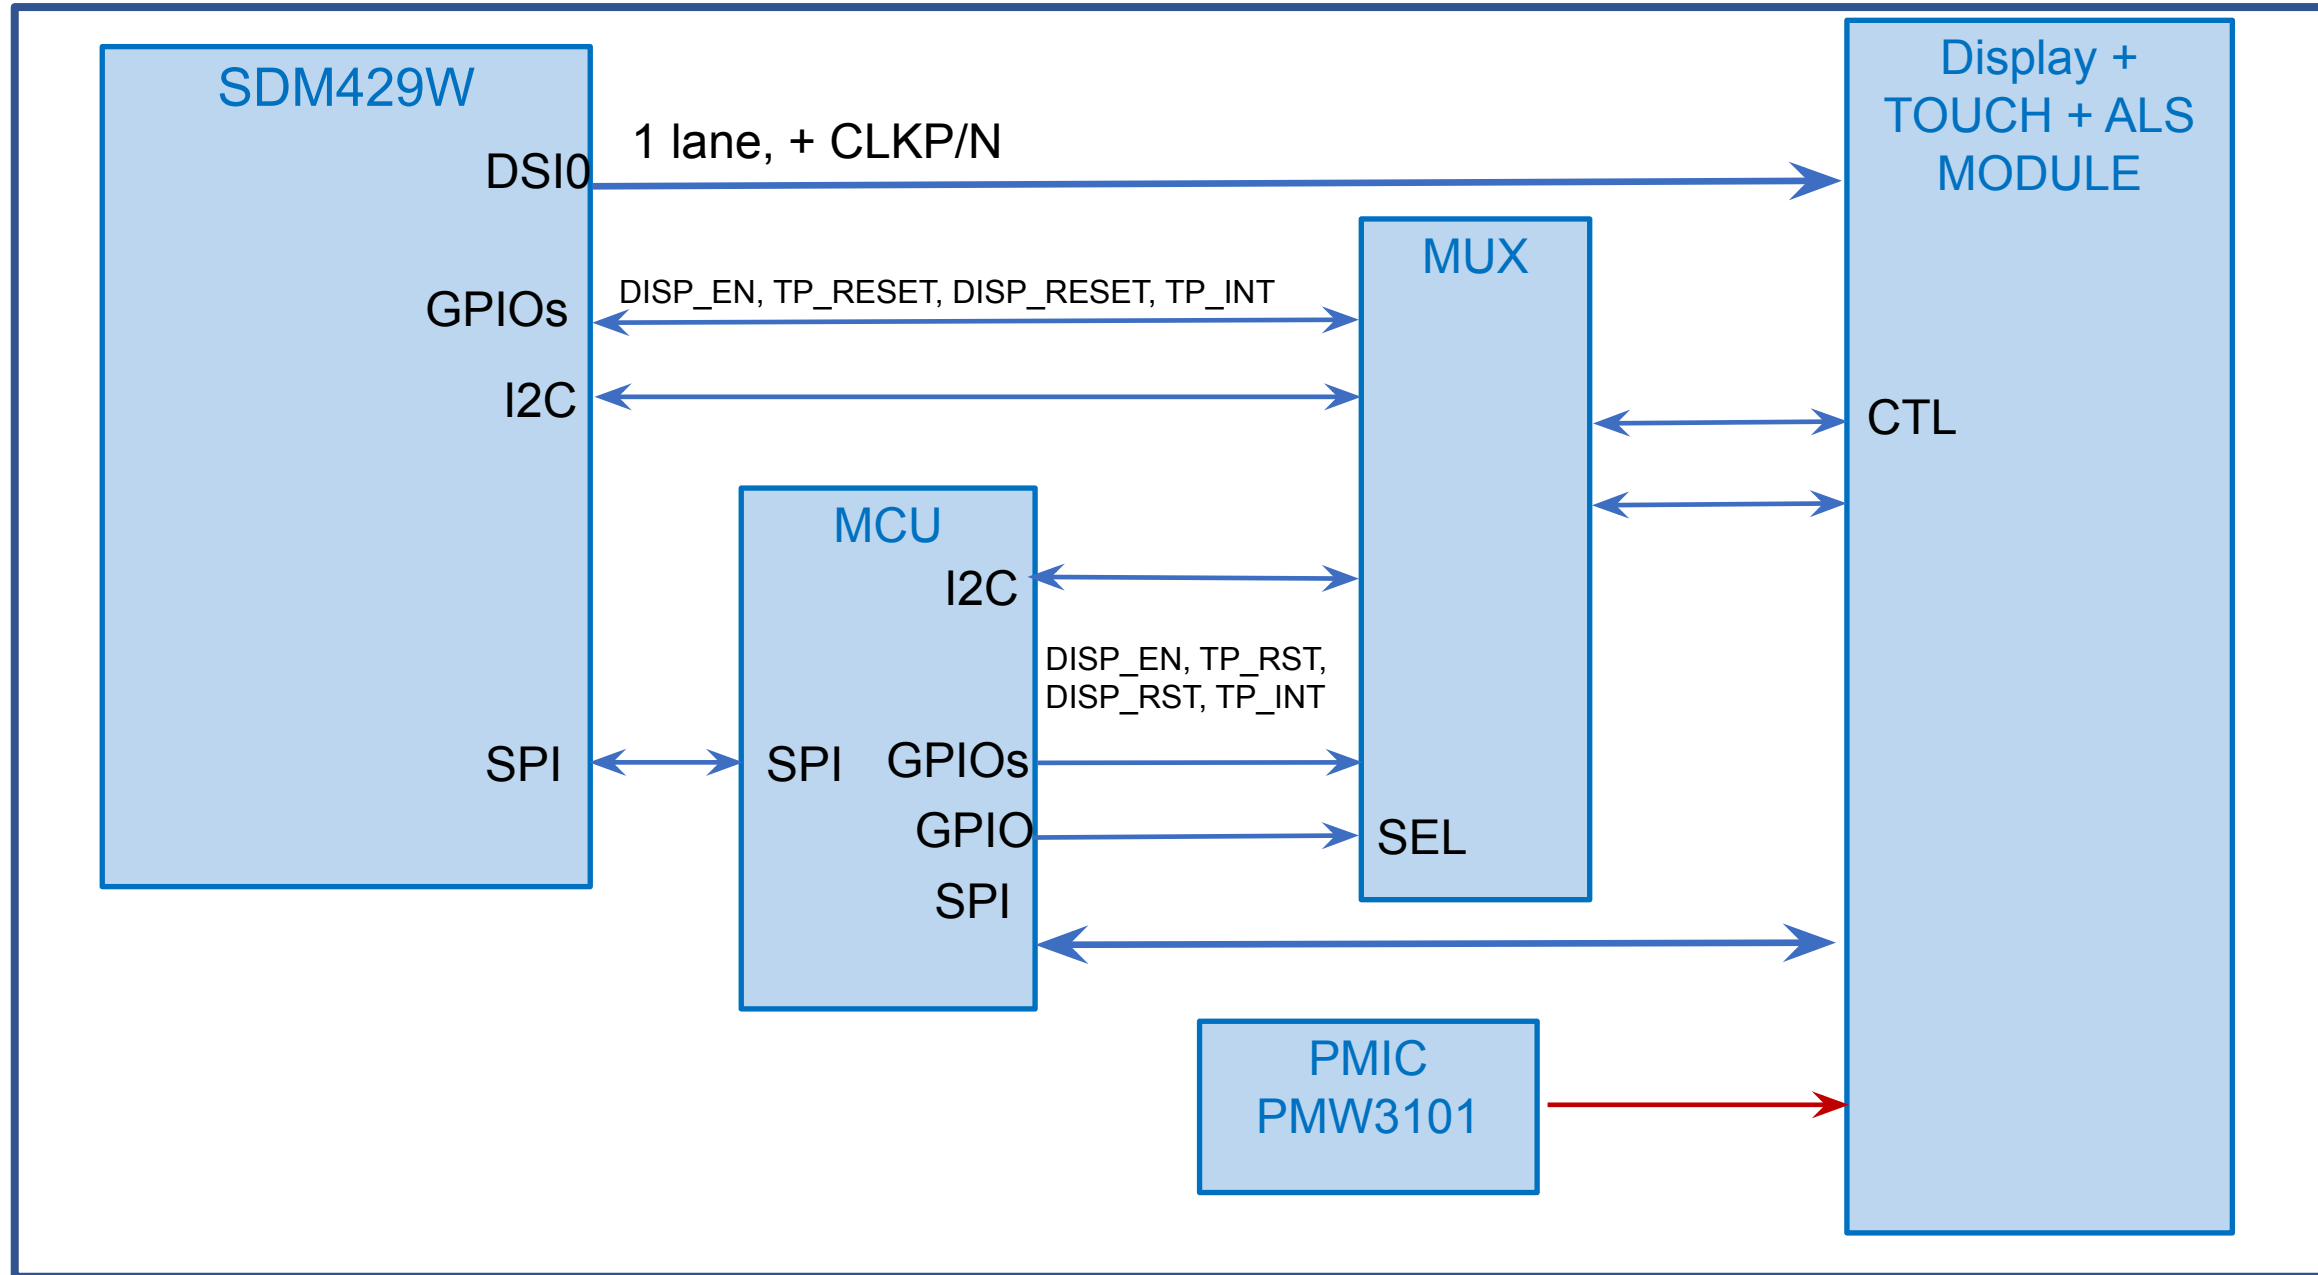 SDM429W
DSI0
1 lane, + CLKP/N
GPIOs
DISP_EN, TP_RESET, DISP_RESET, TP_INT
I2C
SPI
MCU
I2C
DISP_EN, TP_RST,
DISP_RST, TP_INT
SPI
GPIOs
GPIO
SPI
MUX
SEL
Display +
TOUCH + ALS
MODULE
CTL
PMIC
PMW3101